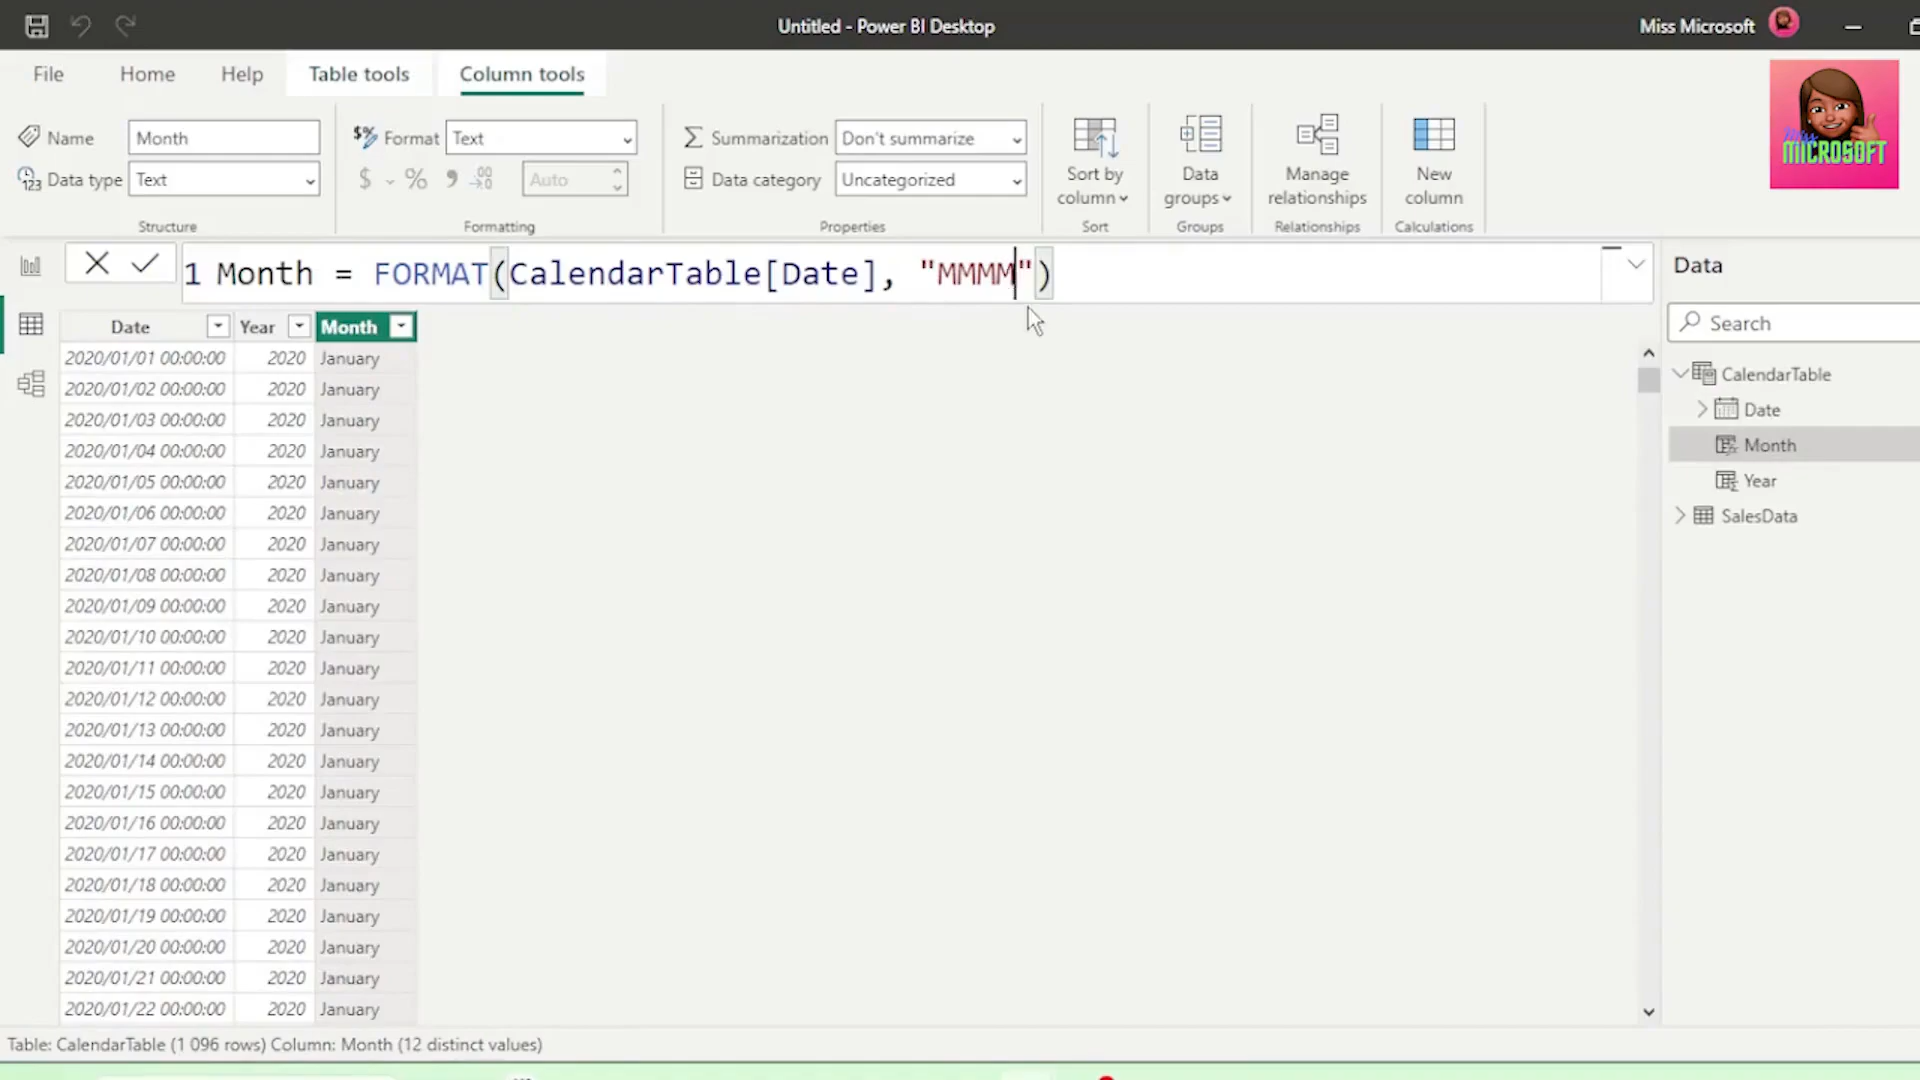 Untitled - Power BI Desktop
Miss Microsoft
File Home Help Table tools Column tools
Name Month
Data type Text
Structure
Format Text
$ % 9 .00 →0 Auto
Formatting
Summarization Don't summarize
Data category Uncategorized
Properties
Sort by column
Sort
Data groups
Groups
Manage relationships
Relationships
New column
Calculations
Miss MICROSOFT
1 Month = FORMAT(CalendarTable[Date], "MMMM")
Date Year Month
2020/01/01 00:00:00 2020 January
2020/01/02 00:00:00 2020 January
2020/01/03 00:00:00 2020 January
2020/01/04 00:00:00 2020 January
2020/01/05 00:00:00 2020 January
2020/01/06 00:00:00 2020 January
2020/01/07 00:00:00 2020 January
2020/01/08 00:00:00 2020 January
2020/01/09 00:00:00 2020 January
2020/01/10 00:00:00 2020 January
2020/01/11 00:00:00 2020 January
2020/01/12 00:00:00 2020 January
2020/01/13 00:00:00 2020 January
2020/01/14 00:00:00 2020 January
2020/01/15 00:00:00 2020 January
2020/01/16 00:00:00 2020 January
2020/01/17 00:00:00 2020 January
2020/01/18 00:00:00 2020 January
2020/01/19 00:00:00 2020 January
2020/01/20 00:00:00 2020 January
2020/01/21 00:00:00 2020 January
2020/01/22 00:00:00 2020 January
Data
Search
CalendarTable
Date
Month
Year
SalesData
Table: CalendarTable (1 096 rows) Column: Month (12 distinct values)